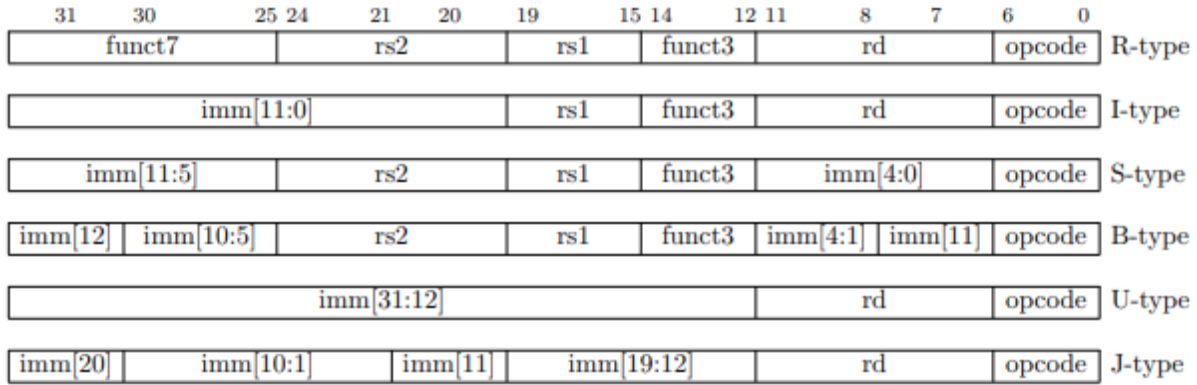 31 30 25 24 21 20 19 15 14 12 11 8 7 6 0
funct7 rs2 rs1 funct3 rd opcode R-type
imm[11:0] rs1 funct3 rd opcode I-type
imm[11:5] rs2 rs1 funct3 imm[4:0] opcode S-type
imm[12] imm[10:5] rs2 rs1 funct3 imm[4:1] imm[11] opcode B-type
imm[31:12] rd opcode U-type
imm[20] imm[10:1] imm[11] imm[19:12] rd opcode J-type